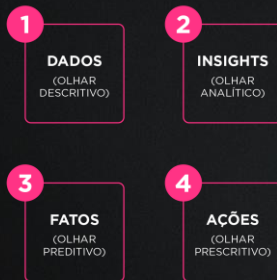 1
DADOS
(OLHAR
DESCRITIVO)
2
INSIGHTS
(OLHAR
ANALÍTICO)
3
FATOS
(OLHAR
PREDITIVO)
4
AÇÕES
(OLHAR
PRESCRITIVO)